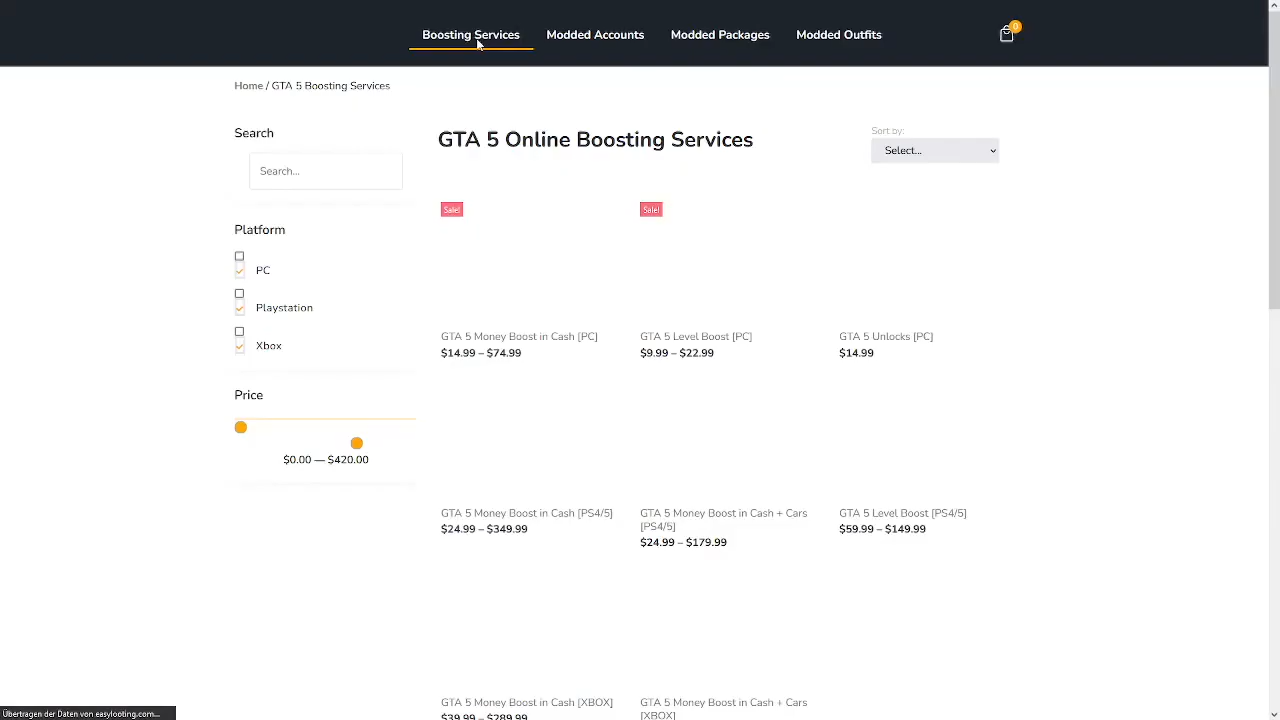 Boosting Services Modded Accounts Modded Packages Modded Outfits 0
Home / GTA 5 Boosting Services
Search
Search...
Platform
PC
Playstation
Xbox
Price
$0.00 — $420.00
GTA 5 Online Boosting Services
Sort by:
Select...
Sale!
Sale!
GTA 5 Money Boost in Cash [PC]
$14.99 – $74.99
GTA 5 Level Boost [PC]
$9.99 – $22.99
GTA 5 Unlocks [PC]
$14.99
GTA 5 Money Boost in Cash [PS4/5]
$24.99 – $349.99
GTA 5 Money Boost in Cash + Cars
[PS4/5]
$24.99 – $179.99
GTA 5 Level Boost [PS4/5]
$59.99 – $149.99
GTA 5 Money Boost in Cash [XBOX]
$39.99 – $289.99
GTA 5 Money Boost in Cash + Cars
[XBOX]
Übertragen der Daten von easylooting.com...